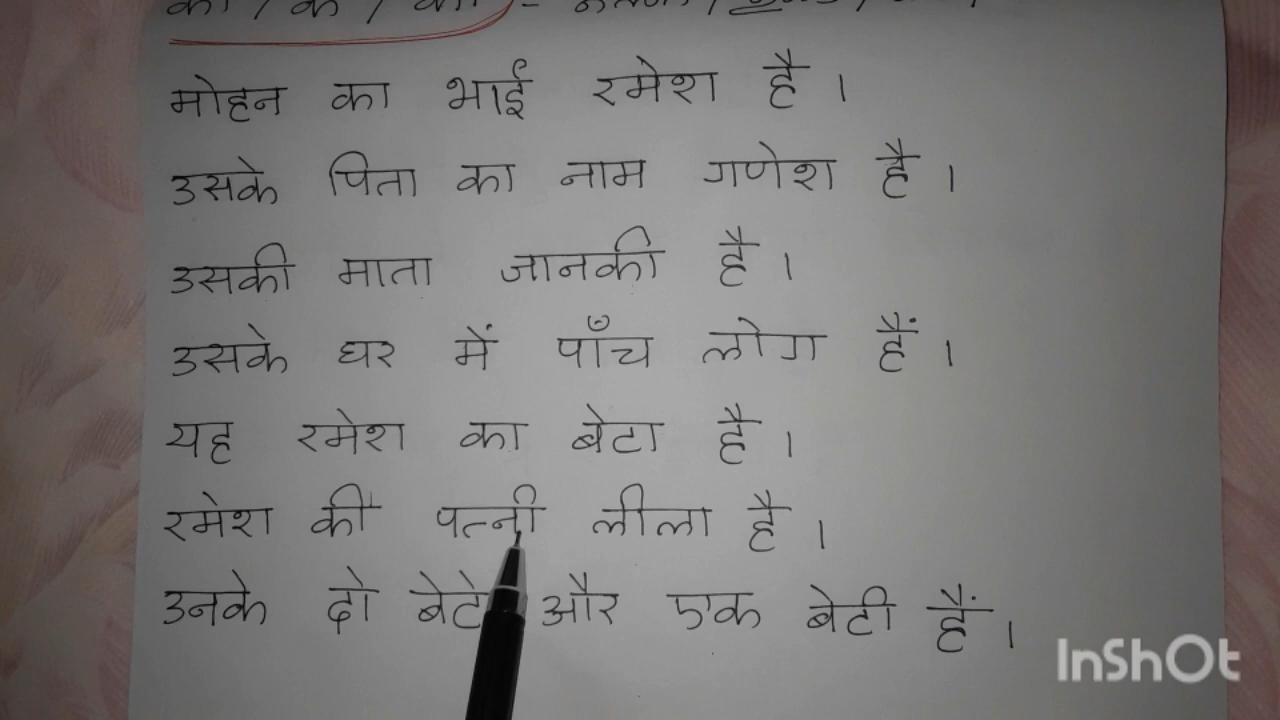 का / के / की
मोहन का भाई रमेश है ।
उसके पिता का नाम गणेश है ।
उसकी माता जानकी है ।
उसके घर में पाँच लोग हैं ।
यह रमेश का बेटा है ।
रमेश की पत्नी लीला है ।
उनके दो बेटे और एक बेटी हैं ।
InShOt